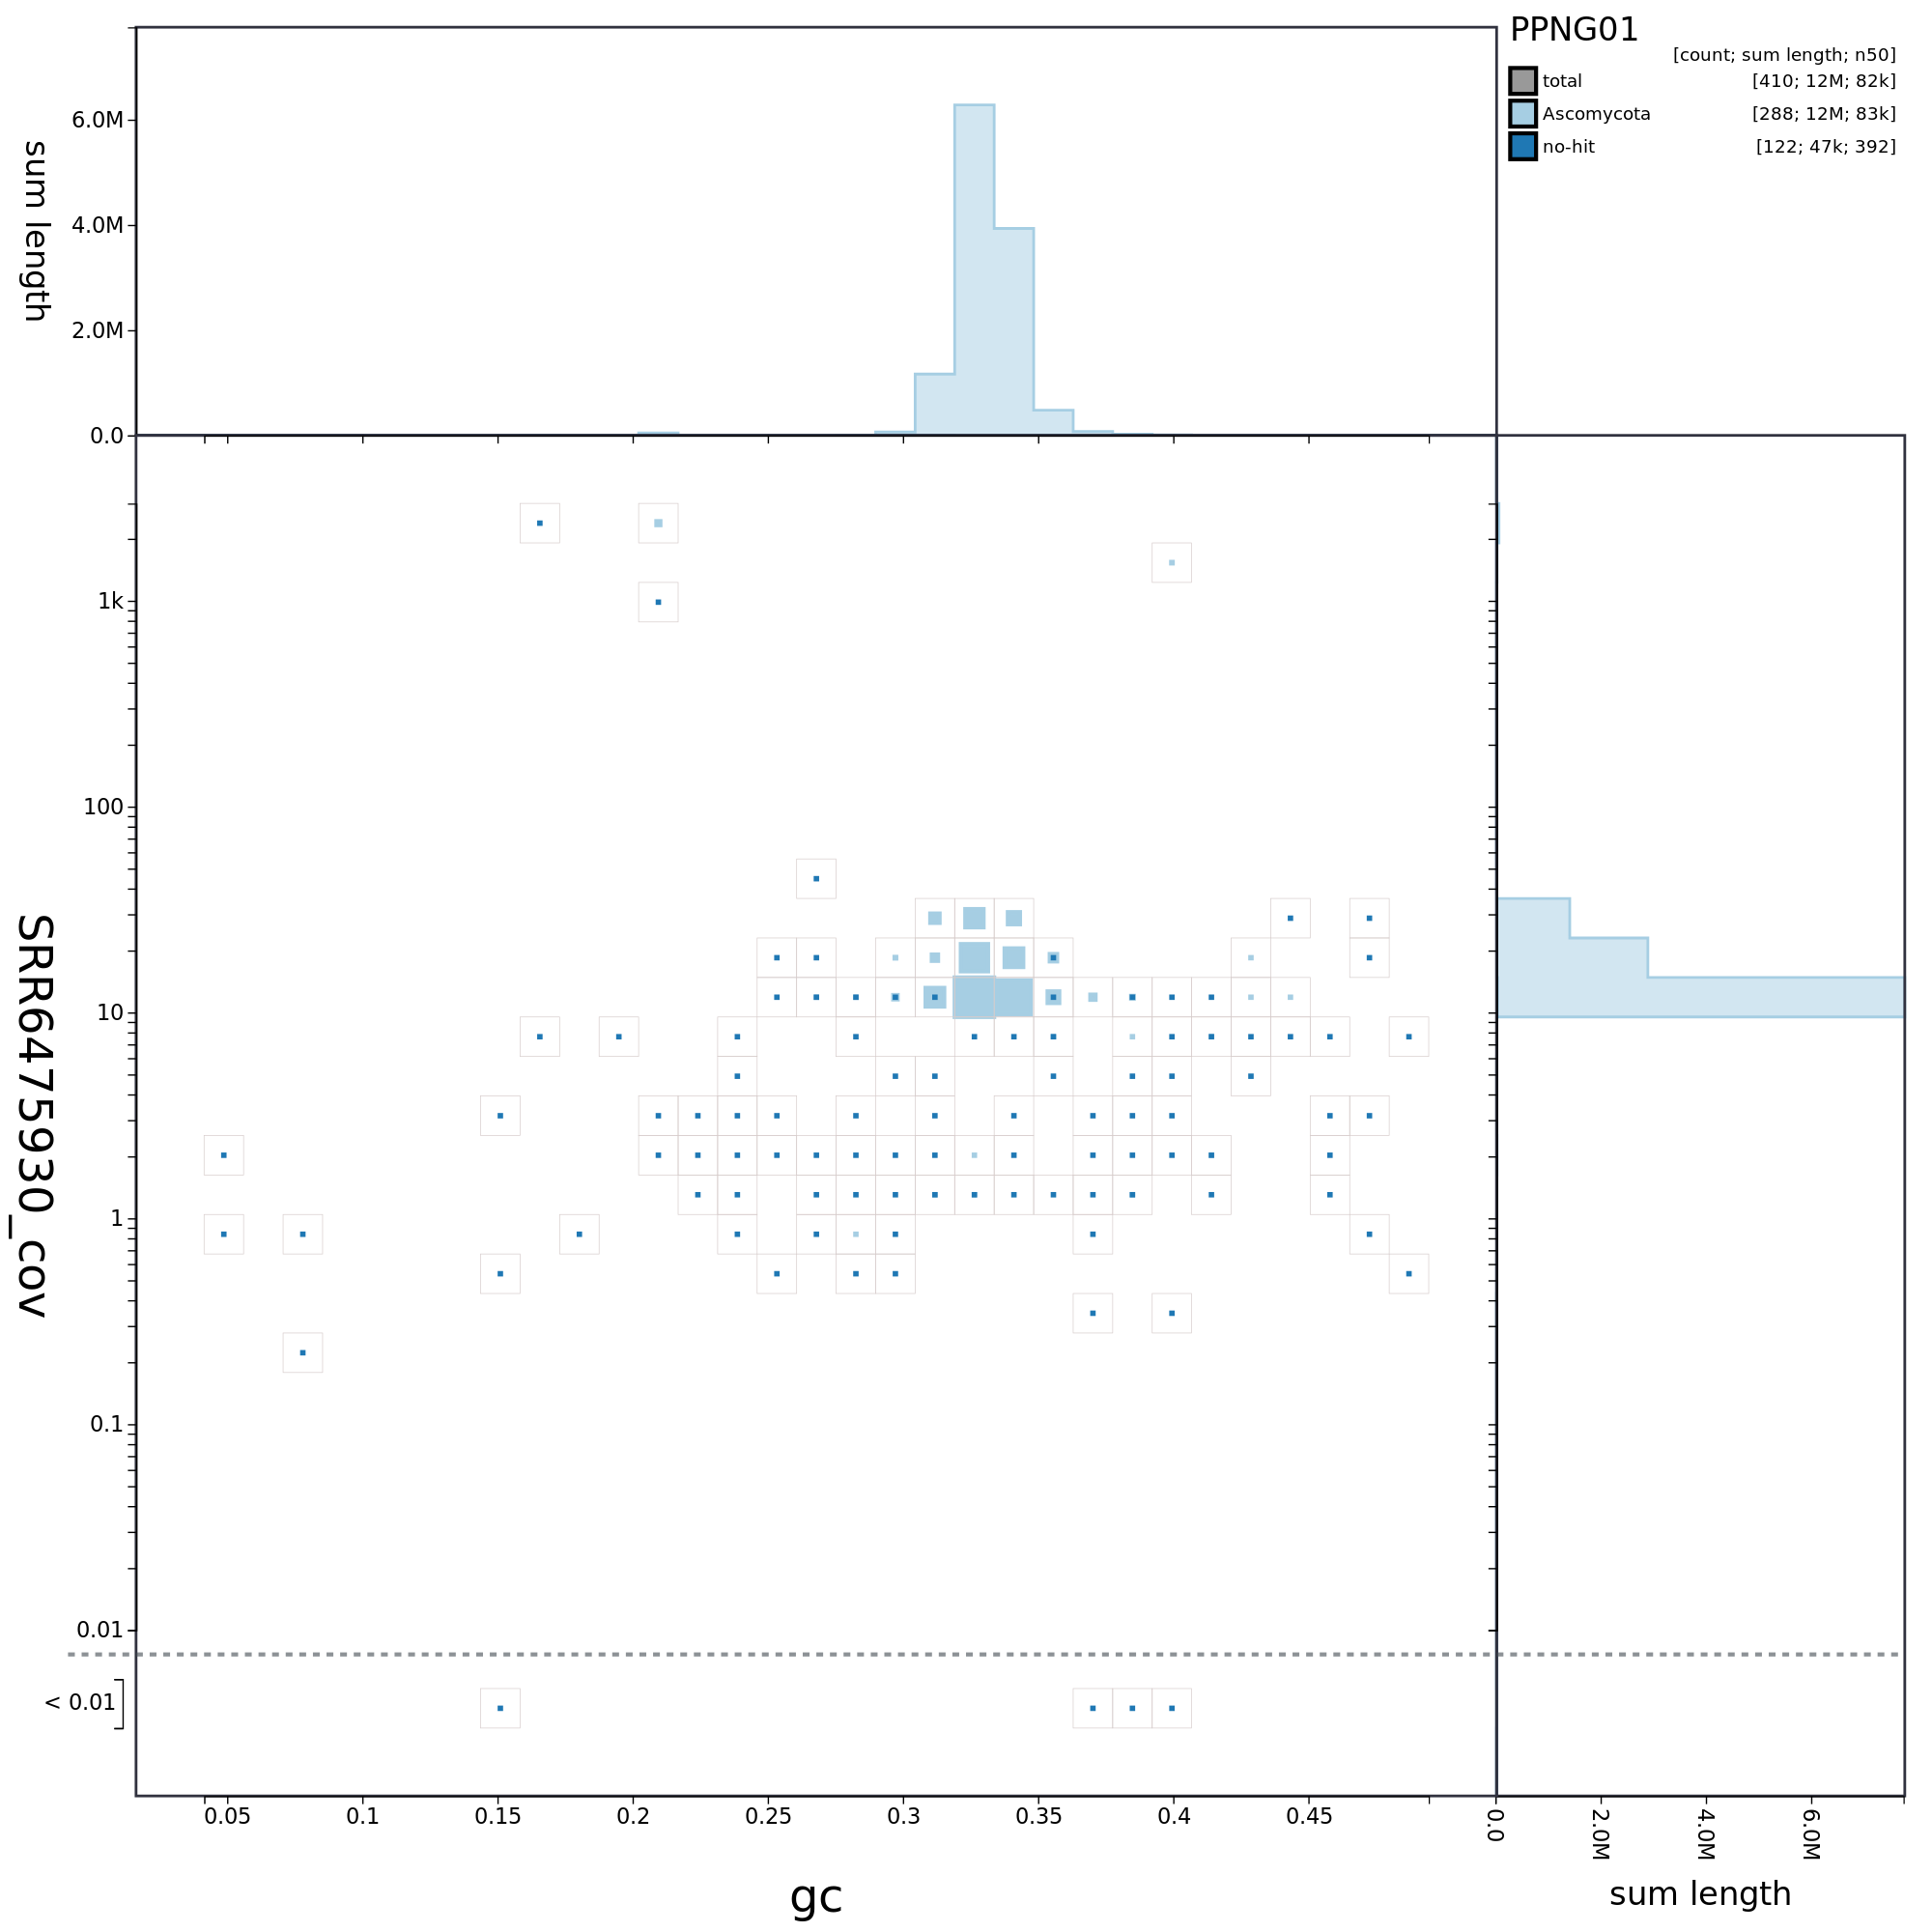 PPNG01
[count; sum length; n50]
total [410; 12M; 82k]
Ascomycota [288; 12M; 83k]
no-hit [122; 47k; 392]
sum length
6.0M
4.0M
2.0M
0.0
SRR6475930_cov
1k
100
10
1
0.1
0.01
< 0.01
0.05 0.1 0.15 0.2 0.25 0.3 0.35 0.4 0.45
gc
0.0 2.0M 4.0M 6.0M
sum length